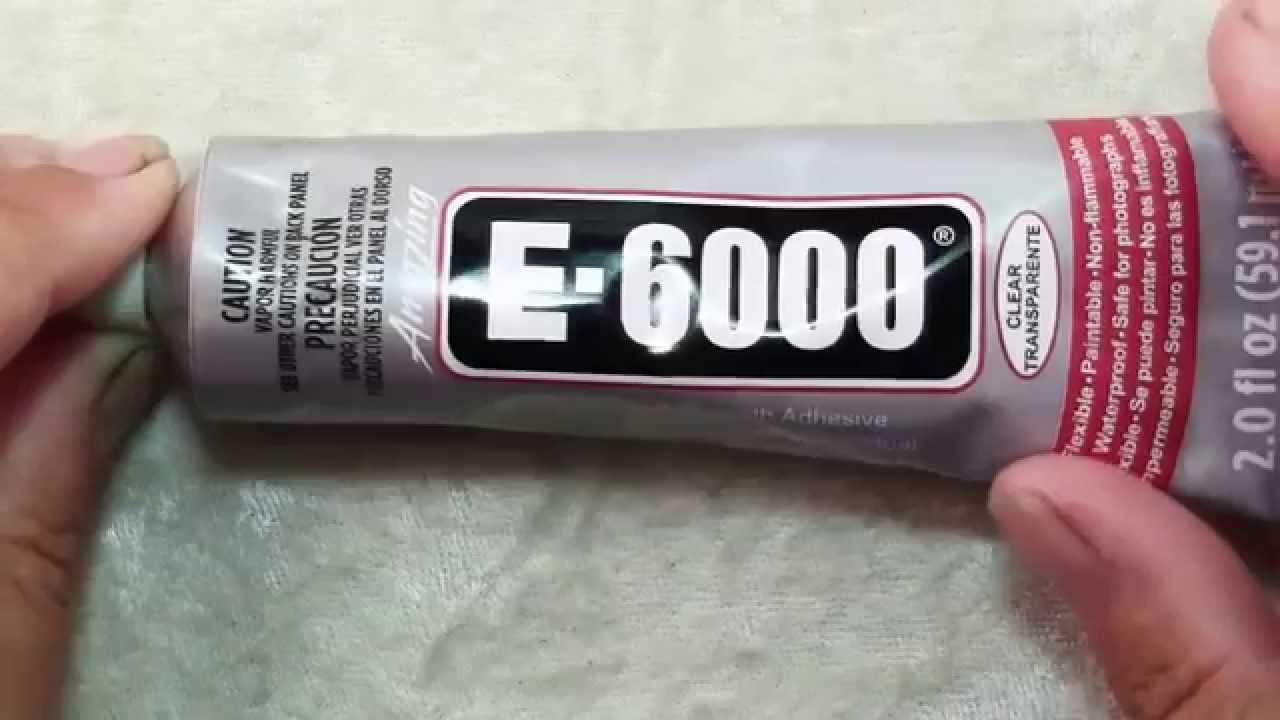 CAUTION
VAPOR HARMFUL
SEE OTHER CAUTIONS ON BACK PANEL
PRECAUCION
VAPOR PERJUDICIAL VER OTRAS
PRECAUCIONES EN EL PANEL AL DORSO
Amazing
E-6000®
Adhesive
CLEAR
TRANSPARENTE
Flexible • Paintable • Non-flammable
Waterproof • Safe for photographs
• Se puede pintar • No es
• Seguro para las
2.0 fl oz (59.1